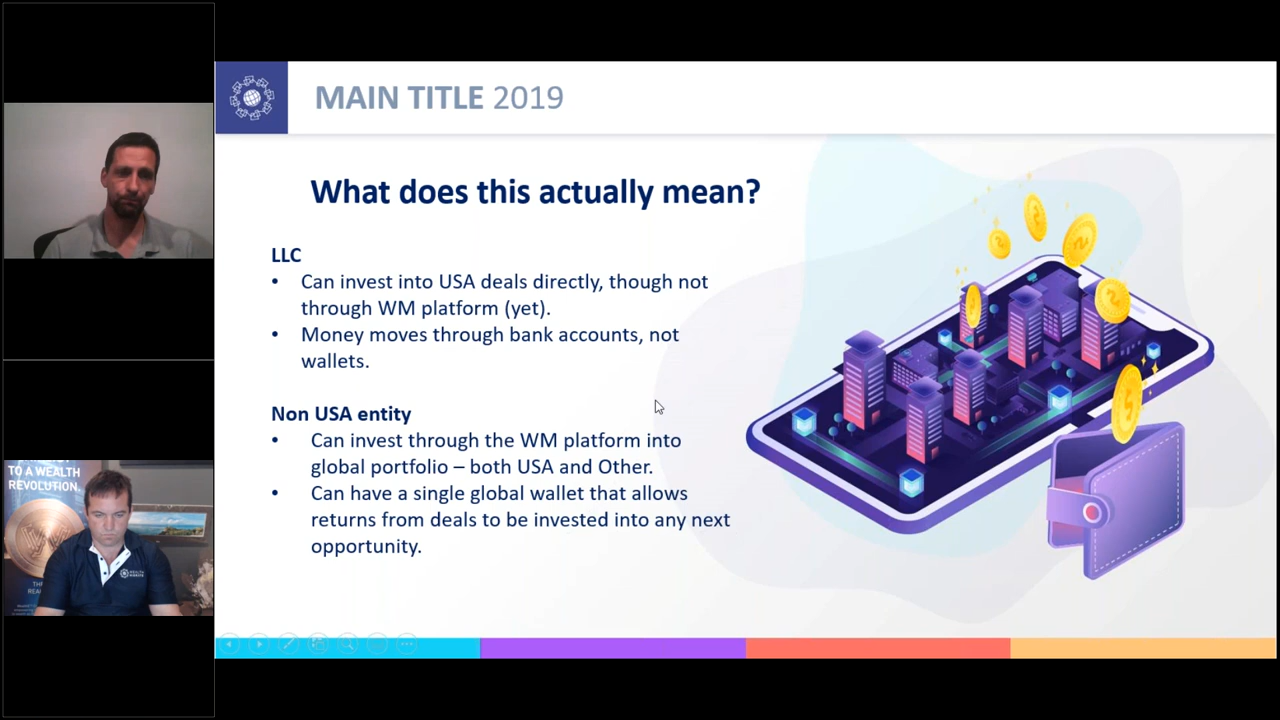 MAIN TITLE 2019
What does this actually mean?
LLC
• Can invest into USA deals directly, though not
through WM platform (yet).
• Money moves through bank accounts, not
wallets.
Non USA entity
• Can invest through the WM platform into
global portfolio – both USA and Other.
• Can have a single global wallet that allows
returns from deals to be invested into any next
opportunity.
TO A WEALTH
REVOLUTION.